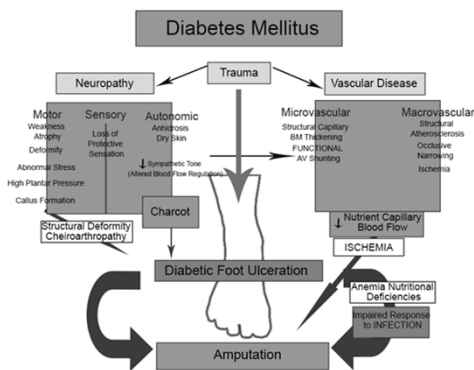 Diabetes Mellitus
Neuropathy
Trauma
Vascular Disease
Motor
Weakness
Atrophy
Deformity
Abnormal Stress
High Plantar Pressure
Callus Formation
Sensory
Loss of
Protective
Sensation
Autonomic
Anhidrosis
Dry Skin
↓ Sympathetic Tone
(Altered Blood Flow Regulation)
Microvascular
Structural Capillary
BM Thickening
FUNCTIONAL
AV Shunting
Macrovascular
Structural
Atherosclerosis
Occlusive
Narrowing
Ischemia
Charcot
Structural Deformity
Cheiroarthropathy
↓ Nutrient Capillary
Blood Flow
ISCHEMIA
Diabetic Foot Ulceration
Anemia Nutritional
Deficiencies
Impaired Response
to INFECTION
Amputation